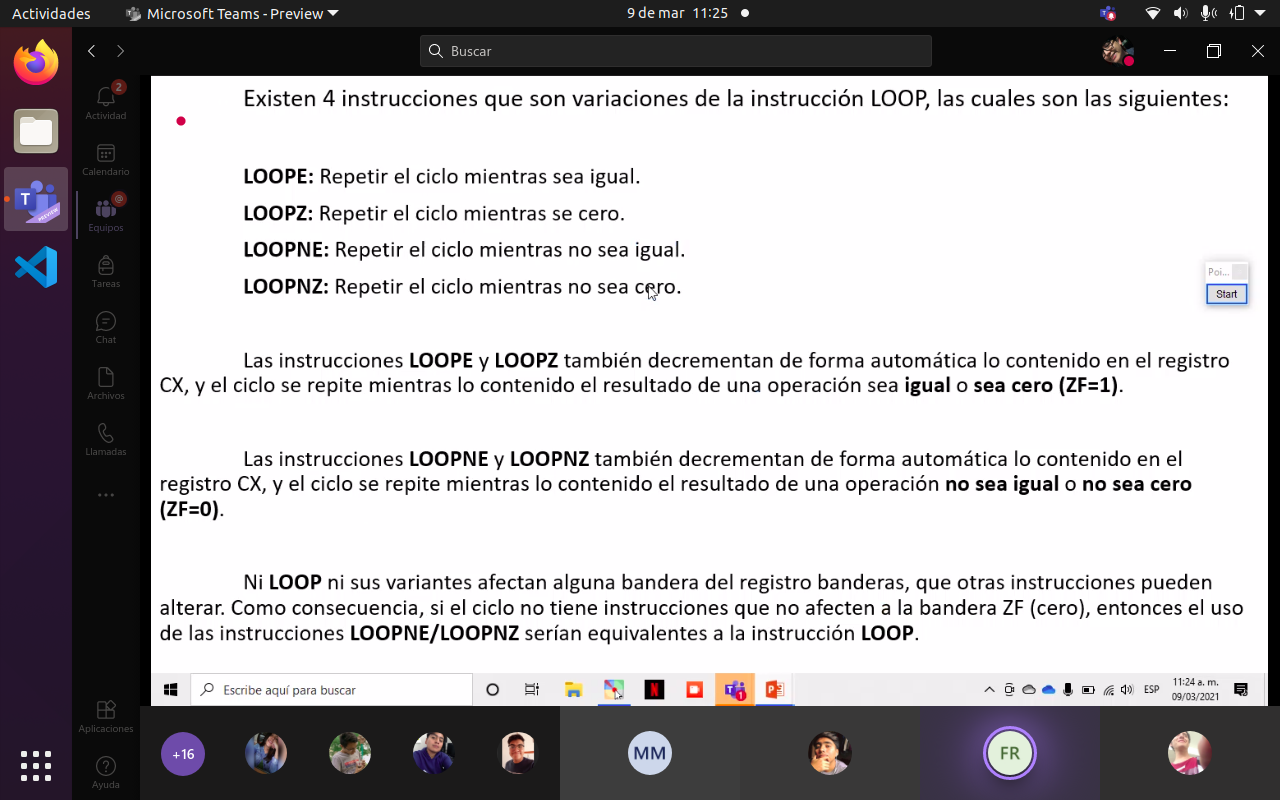 Actividades
Microsoft Teams - Preview
9 de mar 11:25
Buscar
2
Actividad
Calendario
@
Equipos
Tareas
Chat
Archivos
Llamadas
Aplicaciones
Ayuda
T
PREVIEW
Existen 4 instrucciones que son variaciones de la instrucción LOOP, las cuales son las siguientes:
LOOPE: Repetir el ciclo mientras sea igual.
LOOPZ: Repetir el ciclo mientras se cero.
LOOPNE: Repetir el ciclo mientras no sea igual.
LOOPNZ: Repetir el ciclo mientras no sea cero.
Poi...
Start
Las instrucciones LOOPE y LOOPZ también decrementan de forma automática lo contenido en el registro
CX, y el ciclo se repite mientras lo contenido el resultado de una operación sea igual o sea cero (ZF=1).
Las instrucciones LOOPNE y LOOPNZ también decrementan de forma automática lo contenido en el
registro CX, y el ciclo se repite mientras lo contenido el resultado de una operación no sea igual o no sea cero
(ZF=0).
Ni LOOP ni sus variantes afectan alguna bandera del registro banderas, que otras instrucciones pueden
alterar. Como consecuencia, si el ciclo no tiene instrucciones que no afecten a la bandera ZF (cero), entonces el uso
de las instrucciones LOOPNE/LOOPNZ serían equivalentes a la instrucción LOOP.
Escribe aquí para buscar
N
1
ESP
11:24 a. m.
09/03/2021
+16
MM
FR